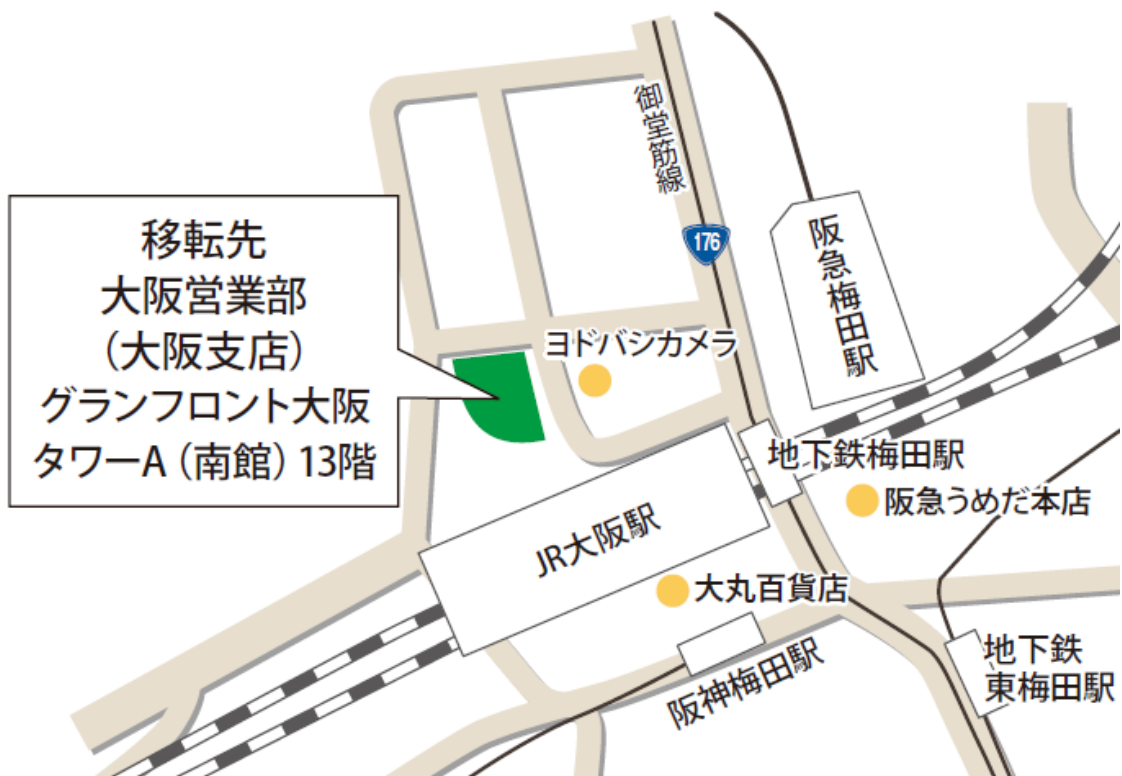 御堂筋線
176
阪急梅田駅
移転先
大阪営業部
（大阪支店）
グランフロント大阪
タワーA（南館）13階
ヨドバシカメラ
地下鉄梅田駅
阪急うめだ本店
JR大阪駅
大丸百貨店
阪神梅田駅
地下鉄
東梅田駅